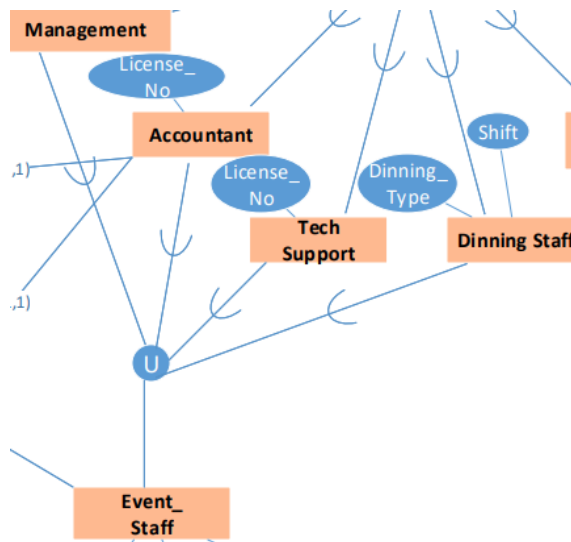 Management
License_
No
Accountant
,1)
License_
No
Shift
Dinning_
Type
Tech
Support
Dinning Staff
,1)
U
Event_
Staff